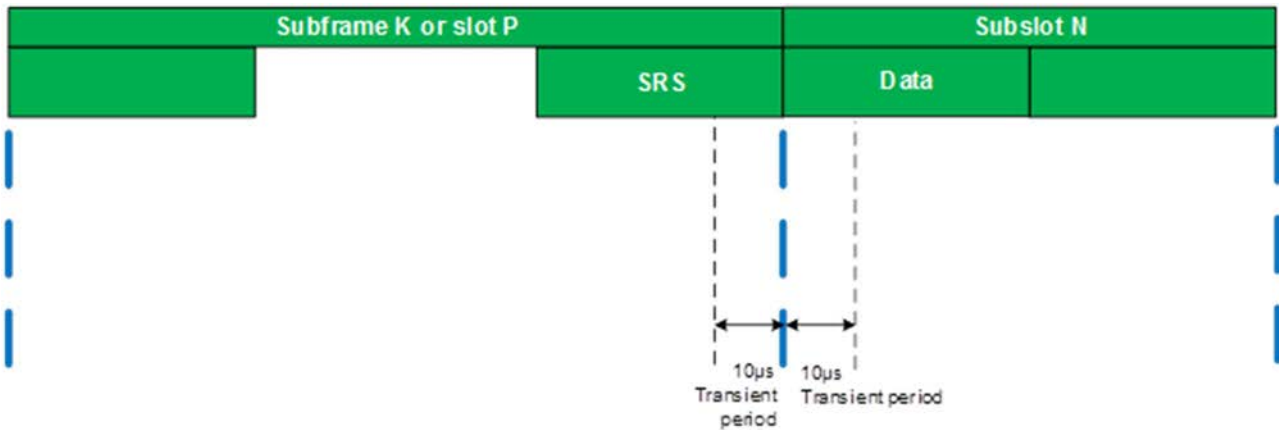 Subframe K or slot P
Subslot N
SRS
Data
10µs
Transient
period
10µs
Transient period